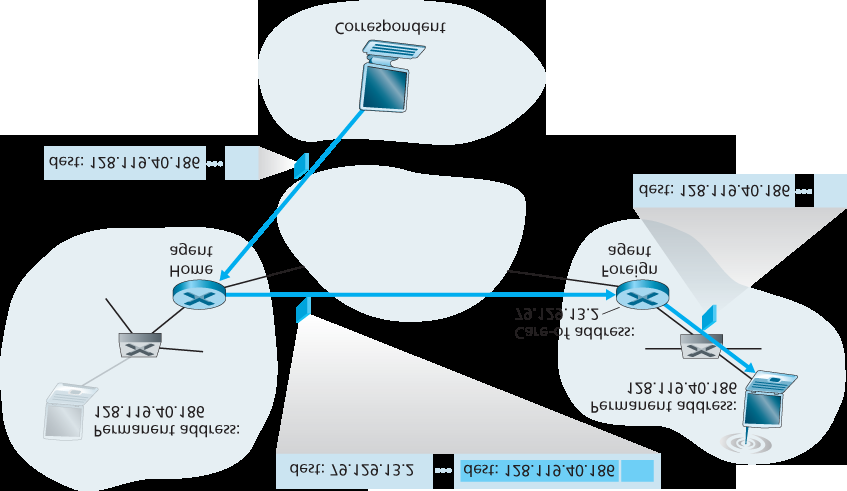 dest: 79.129.13.2 ••• dest: 128.119.40.186
Permanent address:
128.119.40.186
Permanent address:
128.119.40.186
Care-of address:
79.129.13.2
Home
agent
Foreign
agent
dest: 128.119.40.186 •••
dest: 128.119.40.186 •••
Correspondent